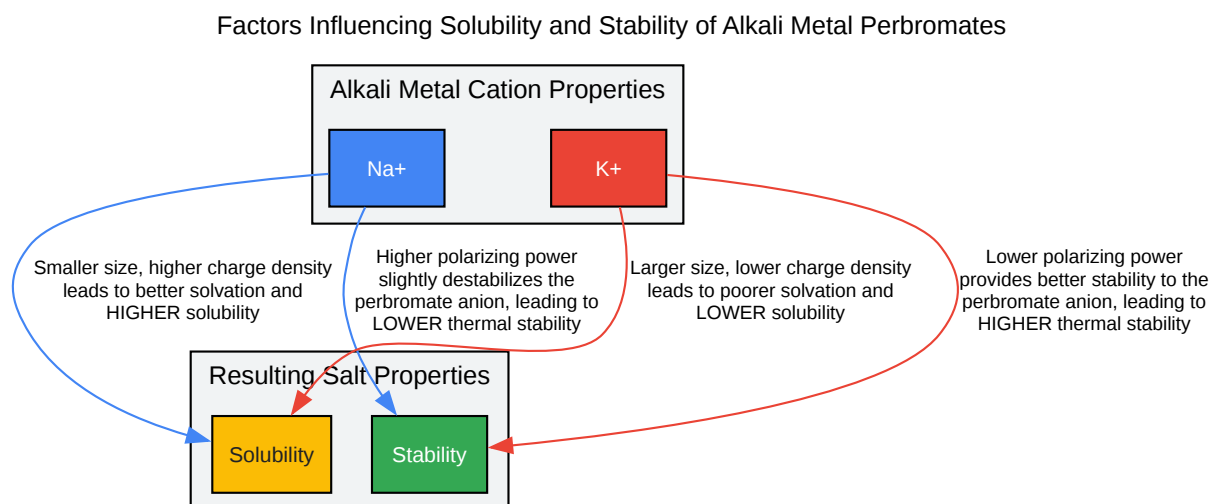 Factors Influencing Solubility and Stability of Alkali Metal Perbromates
Alkali Metal Cation Properties
Na+
K+
Smaller size, higher charge density
leads to better solvation and
HIGHER solubility
Higher polarizing power
slightly destabilizes the
perbromate anion, leading to
LOWER thermal stability
Larger size, lower charge density
leads to poorer solvation and
LOWER solubility
Lower polarizing power
provides better stability to the
perbromate anion, leading to
HIGHER thermal stability
Resulting Salt Properties
Solubility
Stability